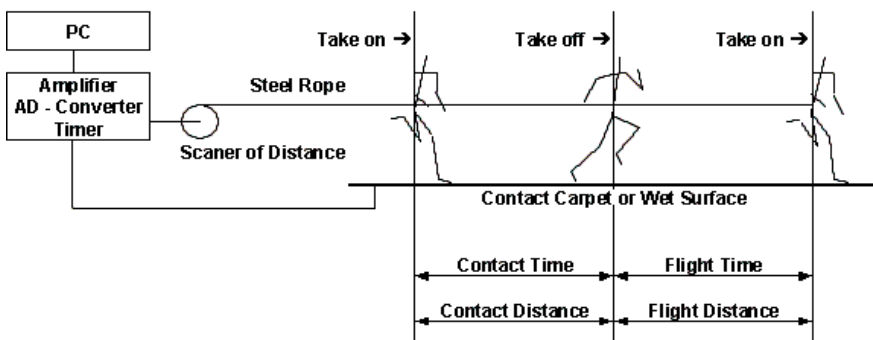 PC
Take on →
Take off →
Take on →
Amplifier
AD - Converter
Timer
Steel Rope
Scaner of Distance
Contact Carpet or Wet Surface
Contact Time
Flight Time
Contact Distance
Flight Distance